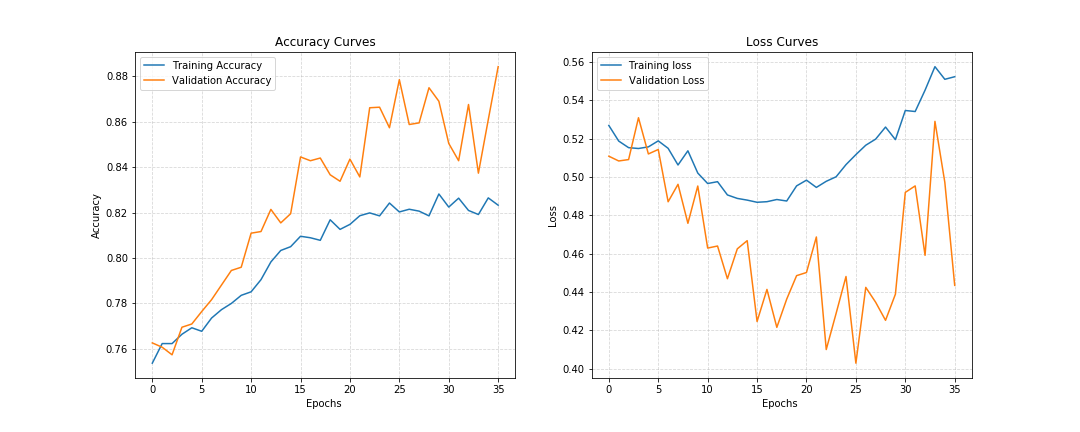 Accuracy Curves
Training Accuracy
Validation Accuracy
Accuracy
0.88
0.86
0.84
0.82
0.80
0.78
0.76
0 5 10 15 20 25 30 35
Epochs
Loss Curves
Training loss
Validation Loss
Loss
0.56
0.54
0.52
0.50
0.48
0.46
0.44
0.42
0.40
0 5 10 15 20 25 30 35
Epochs